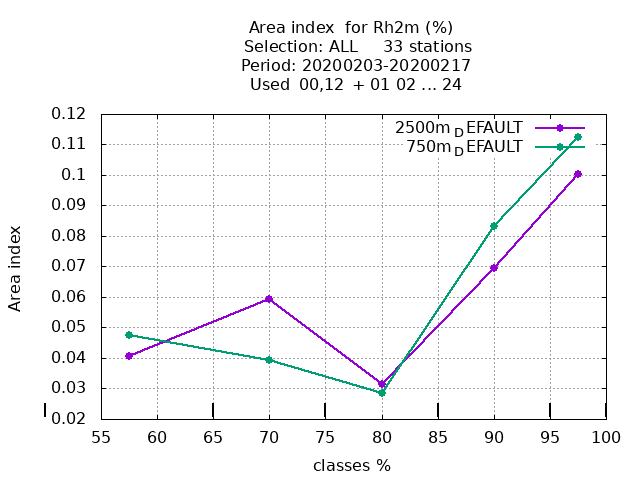 Area index  for Rh2m (%)
Selection: ALL     33 stations
Period: 20200203-20200217
Used  00,12  + 01 02 ... 24
0.12
0.11
0.1
0.09
0.08
0.07
0.06
0.05
0.04
0.03
0.02
Area index
2500m_DEFAULT
750m_DEFAULT
55 60 65 70 75 80 85 90 95 100
classes %